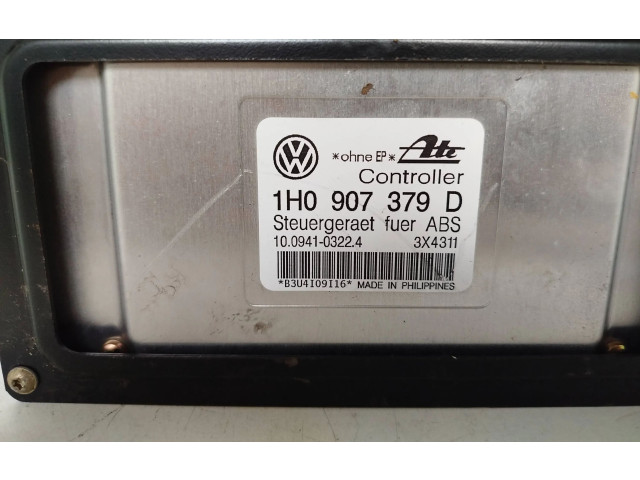 *ohne EP* Ate
Controller
1H0 907 379 D
Steuergeraet fuer ABS
10.0941-0322.4 3X4311
*B3U4I09I16* MADE IN PHILIPPINES